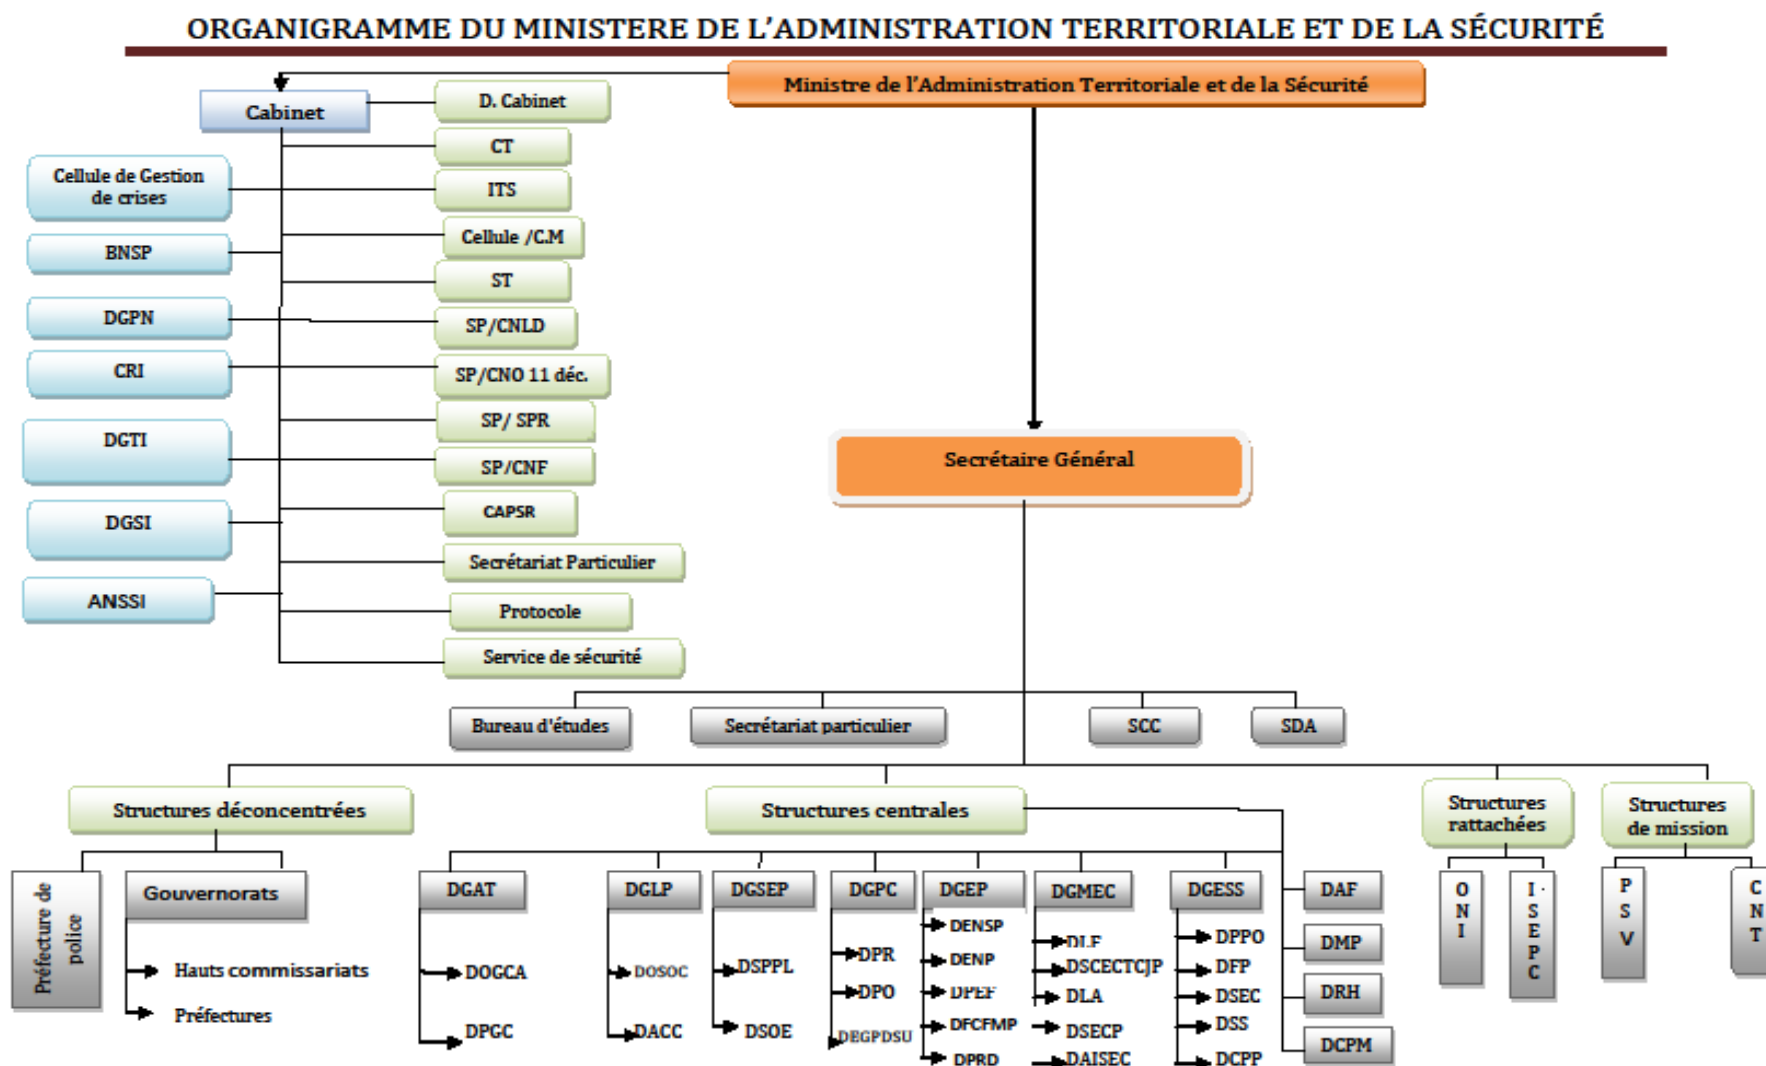 ORGANIGRAMME DU MINISTERE DE L'ADMINISTRATION TERRITORIALE ET DE LA SÉCURITÉ
Ministre de l'Administration Territoriale et de la Sécurité
Cabinet
D. Cabinet
CT
ITS
Cellule /C.M
ST
SP/CNLD
SP/CNO 11 déc.
SP/ SPR
SP/CNF
CAPSR
Secrétariat Particulier
Protocole
Service de sécurité
Cellule de Gestion
de crises
BNSP
DGPN
CRI
DGTI
DGSI
ANSSI
Secrétaire Général
Bureau d'études
Secrétariat particulier
SCC
SDA
Structures déconcentrées
Structures centrales
Structures
rattachées
Structures
de mission
Préfecture de
police
Gouvernorats
Hauts commissariats
Préfectures
DGAT
DOGCA
DPGC
DGLP
DOSOC
DACC
DGSEP
DSPPL
DSOE
DGPC
DPR
DPO
DEGPDSU
DGEP
DENSP
DENP
DPEF
DFCFMP
DPRD
DGMEC
DLF
DSCECTCJP
DLA
DSECP
DAISEC
DGESS
DPPO
DFP
DSEC
DSS
DCPP
DAF
DMP
DRH
DCPM
ONI
I.SEPC
PSV
CNT